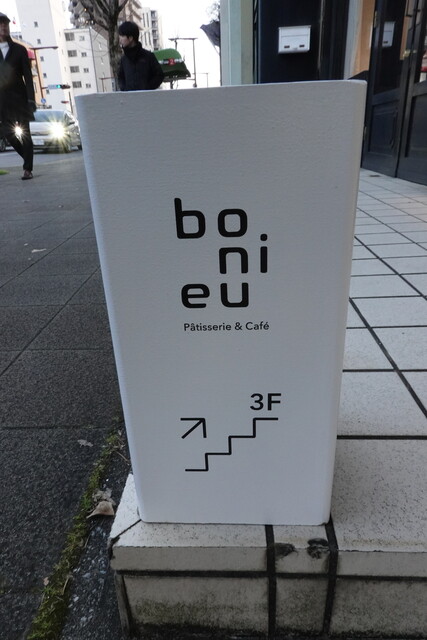 bo
ni
eu
Pâtisserie & Café
3F